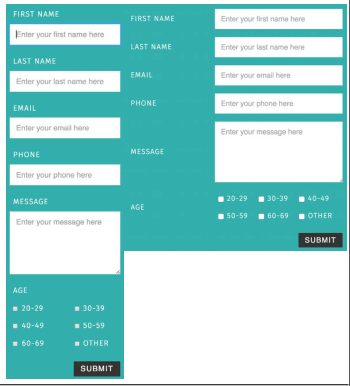 FIRST NAME
Enter your first name here
LAST NAME
Enter your last name here
EMAIL
Enter your email here
PHONE
Enter your phone here
MESSAGE
Enter your message here
AGE
20-29 30-39
40-49 50-59
60-69 OTHER
SUBMIT
FIRST NAME Enter your first name here
LAST NAME Enter your last name here
EMAIL Enter your email here
PHONE Enter your phone here
Enter your message here
MESSAGE
AGE
20-29 30-39 40-49
50-59 60-69 OTHER
SUBMIT